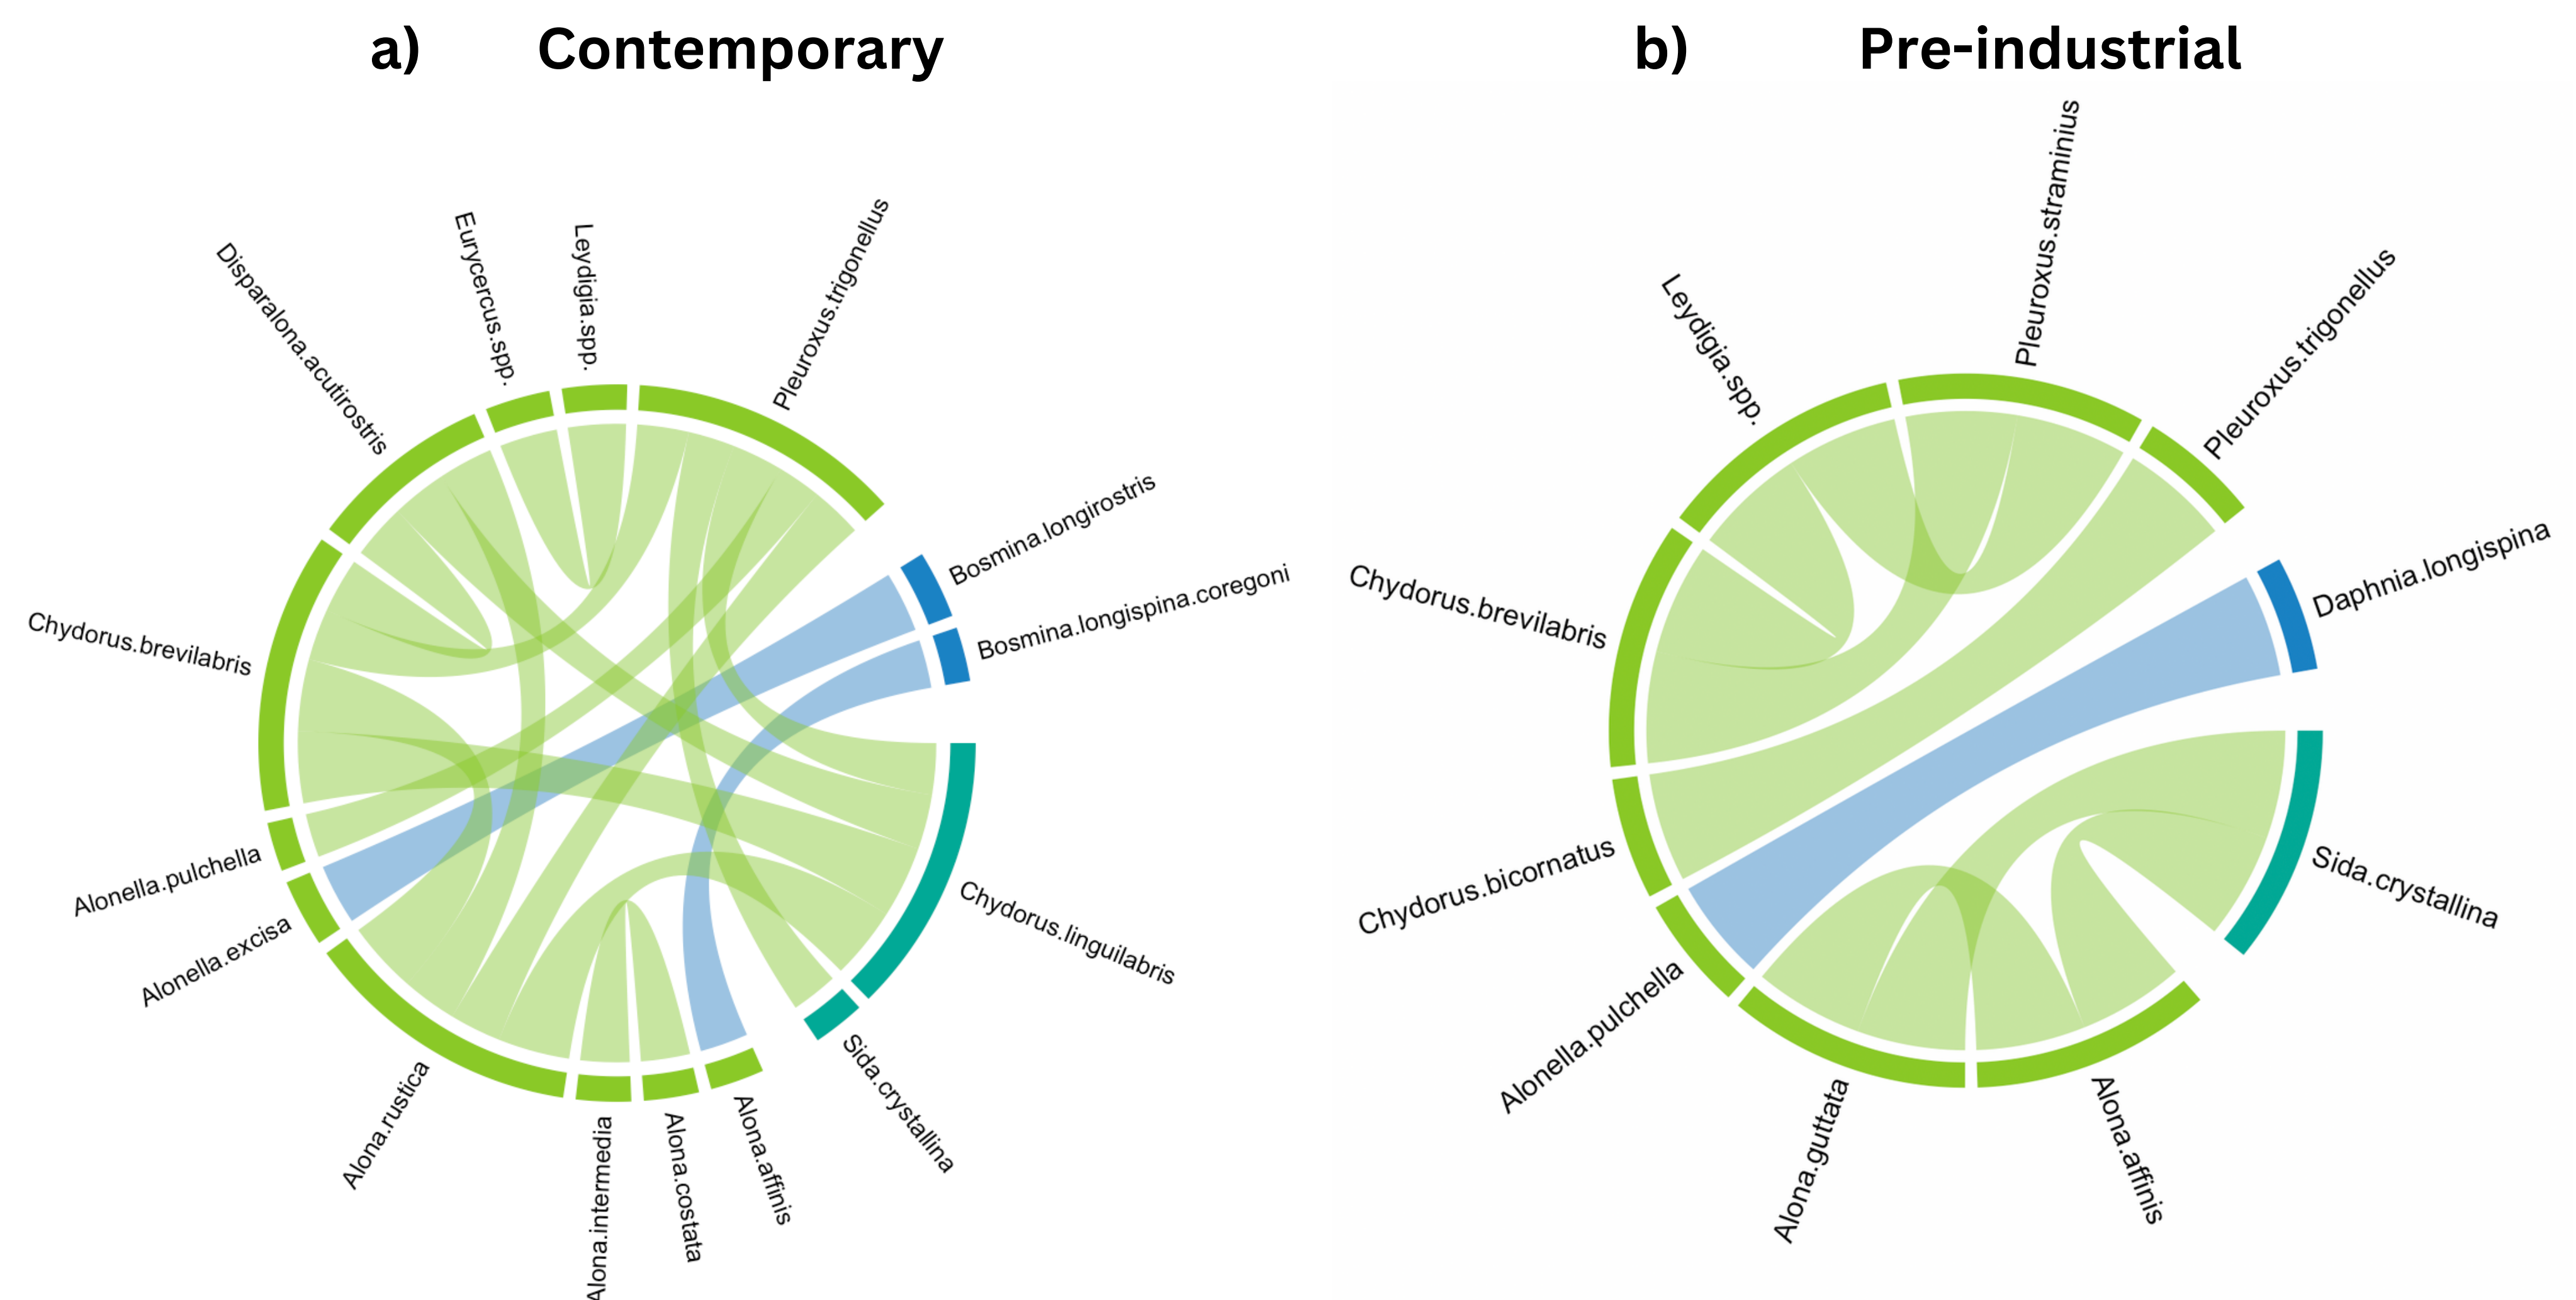 a) Contemporary
b) Pre-industrial
Disparalona.acutirostris
Eurycercus.spp.
Leydigia.spp.
Pleuroxus.trigonellus
Bosmina.longirostris
Bosmina.longispina.coregoni
Chydorus.linguilabris
Sida.crystallina
Alona.affinis
Alona.costata
Alona.intermedia
Alona.rustica
Alonella.excisa
Alonella.pulchella
Chydorus.brevilabris
Leydigia.spp.
Pleuroxus.straminius
Pleuroxus.trigonellus
Daphnia.longispina
Sida.crystallina
Alona.affinis
Alona.guttata
Alonella.pulchella
Chydorus.bicornatus
Chydorus.brevilabris